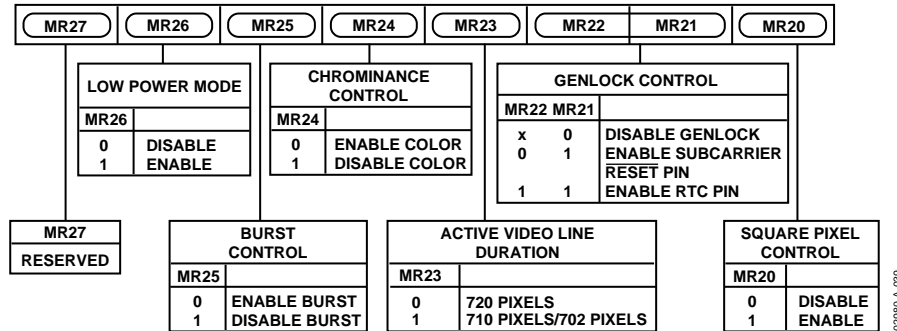 MR27 MR26 MR25 MR24 MR23 MR22 MR21 MR20
LOW POWER MODE
MR26
0 DISABLE
1 ENABLE
CHROMINANCE
CONTROL
MR24
0 ENABLE COLOR
1 DISABLE COLOR
GENLOCK CONTROL
MR22 MR21
x 0 DISABLE GENLOCK
0 1 ENABLE SUBCARRIER
RESET PIN
1 1 ENABLE RTC PIN
MR27
RESERVED
BURST
CONTROL
MR25
0 ENABLE BURST
1 DISABLE BURST
ACTIVE VIDEO LINE
DURATION
MR23
0 720 PIXELS
1 710 PIXELS/702 PIXELS
SQUARE PIXEL
CONTROL
MR20
0 DISABLE
1 ENABLE